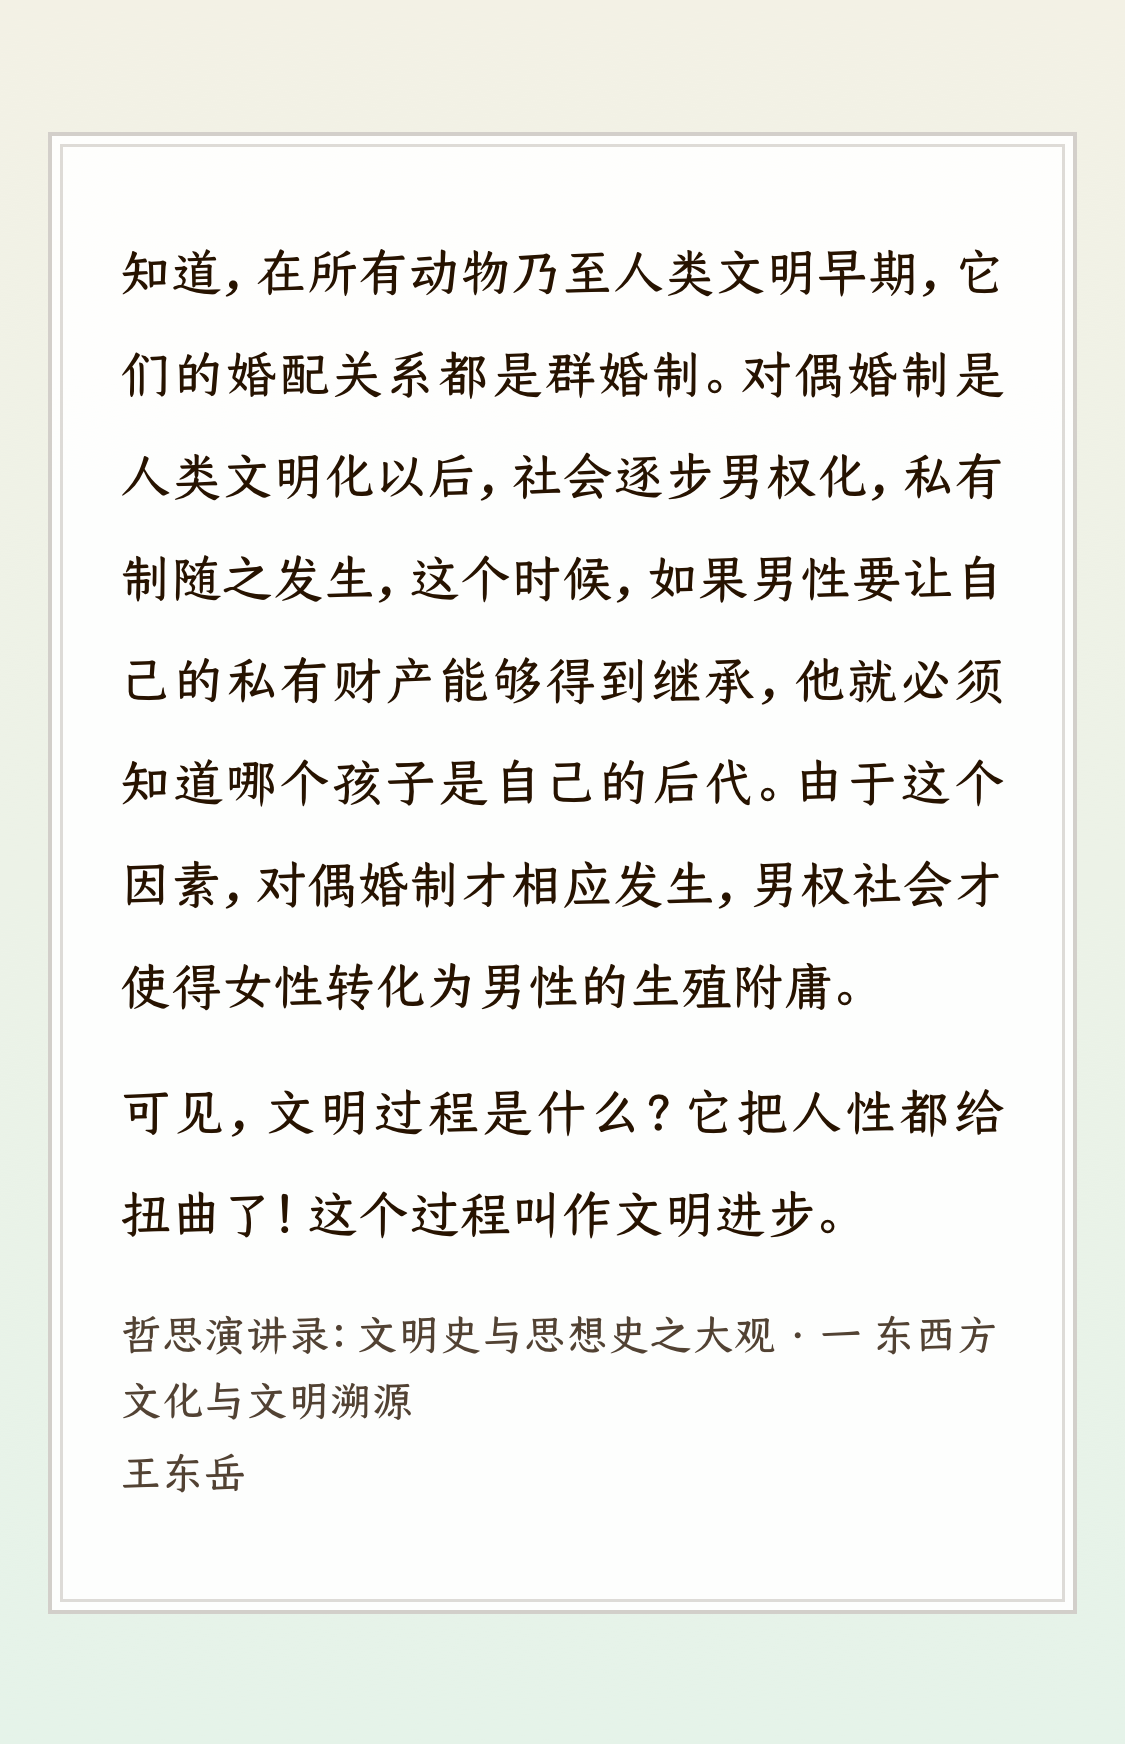 知道，在所有动物乃至人类文明早期，它
们的婚配关系都是群婚制。对偶婚制是
人类文明化以后，社会逐步男权化，私有
制随之发生，这个时候，如果男性要让自
己的私有财产能够得到继承，他就必须
知道哪个孩子是自己的后代。由于这个
因素，对偶婚制才相应发生，男权社会才
使得女性转化为男性的生殖附庸。
可见，文明过程是什么？它把人性都给
扭曲了！这个过程叫作文明进步。
哲思演讲录：文明史与思想史之大观 · 一 东西方
文化与文明溯源
王东岳